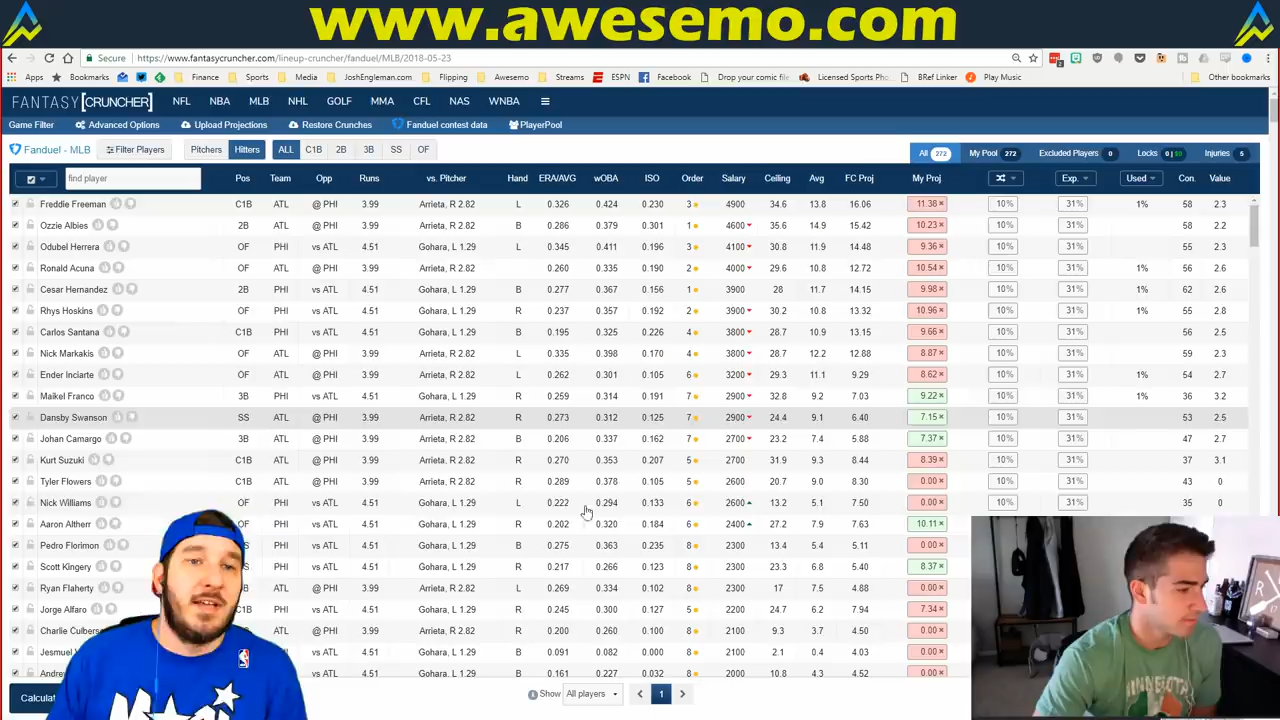 www.awesemo.com
Secure https://www.fantasycruncher.com/lineup-cruncher/fanduel/MLB/2018-05-23
Apps Bookmarks Finance Sports Media JoshEngleman.com Flipping Awesemo Streams ESPN Facebook Drop your comic file Licensed Sports Pho BRef Linker Play Music Other bookmarks
FANTASY [CRUNCHER] NFL NBA MLB NHL GOLF MMA CFL NAS WNBA
Game Filter Advanced Options Upload Projections Restore Crunches Fanduel contest data PlayerPool
Fanduel - MLB Filter Players Pitchers Hitters ALL C1B 2B 3B SS OF All 272 My Pool 272 Excluded Players 0 Locks 0 | $0 Injuries 5
find player Pos Team Opp Runs vs. Pitcher Hand ERA/AVG wOBA ISO Order Salary Ceiling Avg FC Proj My Proj Exp. Used Con. Value
Freddie Freeman C1B ATL @ PHI 3.99 Arrieta, R 2.82 L 0.326 0.424 0.230 3 4900 34.6 13.8 16.06 11.38 10% 31% 1% 58 2.3
Ozzie Albies 2B ATL @ PHI 3.99 Arrieta, R 2.82 B 0.286 0.379 0.301 1 4600 35.6 14.9 15.42 10.23 10% 31% 58 2.2
Odubel Herrera OF PHI vs ATL 4.51 Gohara, L 1.29 L 0.345 0.411 0.196 3 4100 30.8 11.9 14.48 9.36 10% 31% 55 2.3
Ronald Acuna OF ATL @ PHI 3.99 Arrieta, R 2.82 R 0.260 0.335 0.190 2 4000 29.6 10.8 12.72 10.54 10% 31% 1% 56 2.6
Cesar Hernandez 2B PHI vs ATL 4.51 Gohara, L 1.29 B 0.277 0.367 0.156 1 3900 28 11.7 14.15 9.98 10% 31% 1% 62 2.6
Rhys Hoskins OF PHI vs ATL 4.51 Gohara, L 1.29 R 0.237 0.357 0.192 2 3900 30.2 10.8 13.32 10.96 10% 31% 1% 55 2.8
Carlos Santana C1B PHI vs ATL 4.51 Gohara, L 1.29 B 0.195 0.325 0.226 4 3800 28.7 10.9 13.15 9.66 10% 31% 56 2.5
Nick Markakis OF ATL @ PHI 3.99 Arrieta, R 2.82 L 0.335 0.398 0.170 4 3800 28.7 12.2 12.88 8.87 10% 31% 59 2.3
Ender Inciarte OF ATL @ PHI 3.99 Arrieta, R 2.82 L 0.262 0.301 0.105 6 3200 29.3 11.1 9.29 8.62 10% 31% 1% 54 2.7
Maikel Franco 3B PHI vs ATL 4.51 Gohara, L 1.29 R 0.259 0.314 0.191 7 2900 32.8 9.2 7.03 9.22 10% 31% 1% 36 3.2
Dansby Swanson SS ATL @ PHI 3.99 Arrieta, R 2.82 R 0.273 0.312 0.125 7 2900 24.4 9.1 6.40 7.15 10% 31% 53 2.5
Johan Camargo 3B ATL @ PHI 3.99 Arrieta, R 2.82 B 0.206 0.337 0.162 7 2700 23.2 7.4 5.88 7.37 10% 31% 47 2.7
Kurt Suzuki C1B ATL @ PHI 3.99 Arrieta, R 2.82 R 0.270 0.353 0.207 5 2700 31.9 9.3 8.44 8.39 10% 31% 37 3.1
Tyler Flowers C1B ATL @ PHI 3.99 Arrieta, R 2.82 R 0.289 0.378 0.105 5 2600 20.7 9.0 8.30 0.00 10% 31% 43 0
Nick Williams OF PHI vs ATL 4.51 Gohara, L 1.29 L 0.222 0.294 0.133 6 2600 13.2 5.1 7.50 0.00 10% 31% 35 0
Aaron Altherr OF PHI vs ATL 4.51 Gohara, L 1.29 R 0.202 0.320 0.184 6 2400 27.2 7.9 7.63 10.11
Pedro Florimon PHI vs ATL 4.51 Gohara, L 1.29 B 0.275 0.363 0.235 8 2300 13.4 5.4 5.11 0.00
Scott Kingery PHI vs ATL 4.51 Gohara, L 1.29 R 0.217 0.266 0.123 8 2300 23.3 6.8 5.40 8.37
Ryan Flaherty ATL @ PHI 3.99 Arrieta, R 2.82 L 0.269 0.334 0.102 8 2300 17 7.5 4.88 0.00
Jorge Alfaro C1B PHI vs ATL 4.51 Gohara, L 1.29 R 0.245 0.300 0.127 5 2200 24.7 6.2 7.94 7.34
Charlie Culbers ATL @ PHI 3.99 Arrieta, R 2.82 R 0.200 0.260 0.100 8 2100 9.3 3.7 4.50 0.00
Jesmuel PHI vs ATL 4.51 Gohara, L 1.29 B 0.091 0.082 0.000 8 2100 2.1 0.4 4.03 0.00
Andrew PHI vs ATL 4.51 Gohara, L 1.29 B 0.161 0.227 0.032 8 2000 3.8 0.00
Calculat Show All players 1